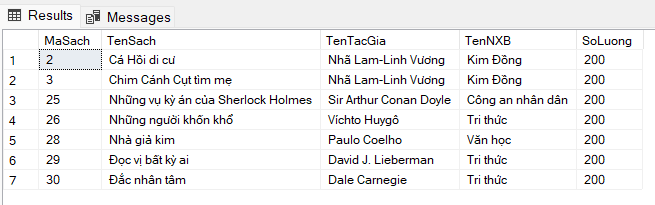 Results Messages
MaSach TenSach TenTacGia TenNXB SoLuong
1 2 Cá Hồi di cư Nhã Lam-Linh Vương Kim Đồng 200
2 3 Chim Cánh Cụt tìm mẹ Nhã Lam-Linh Vương Kim Đồng 200
3 25 Những vụ kỳ án của Sherlock Holmes Sir Arthur Conan Doyle Công an nhân dân 200
4 26 Những người khốn khổ Víchto Huygô Tri thức 200
5 28 Nhà giả kim Paulo Coelho Văn học 200
6 29 Đọc vị bất kỳ ai David J. Lieberman Tri thức 200
7 30 Đắc nhân tâm Dale Carnegie Tri thức 200